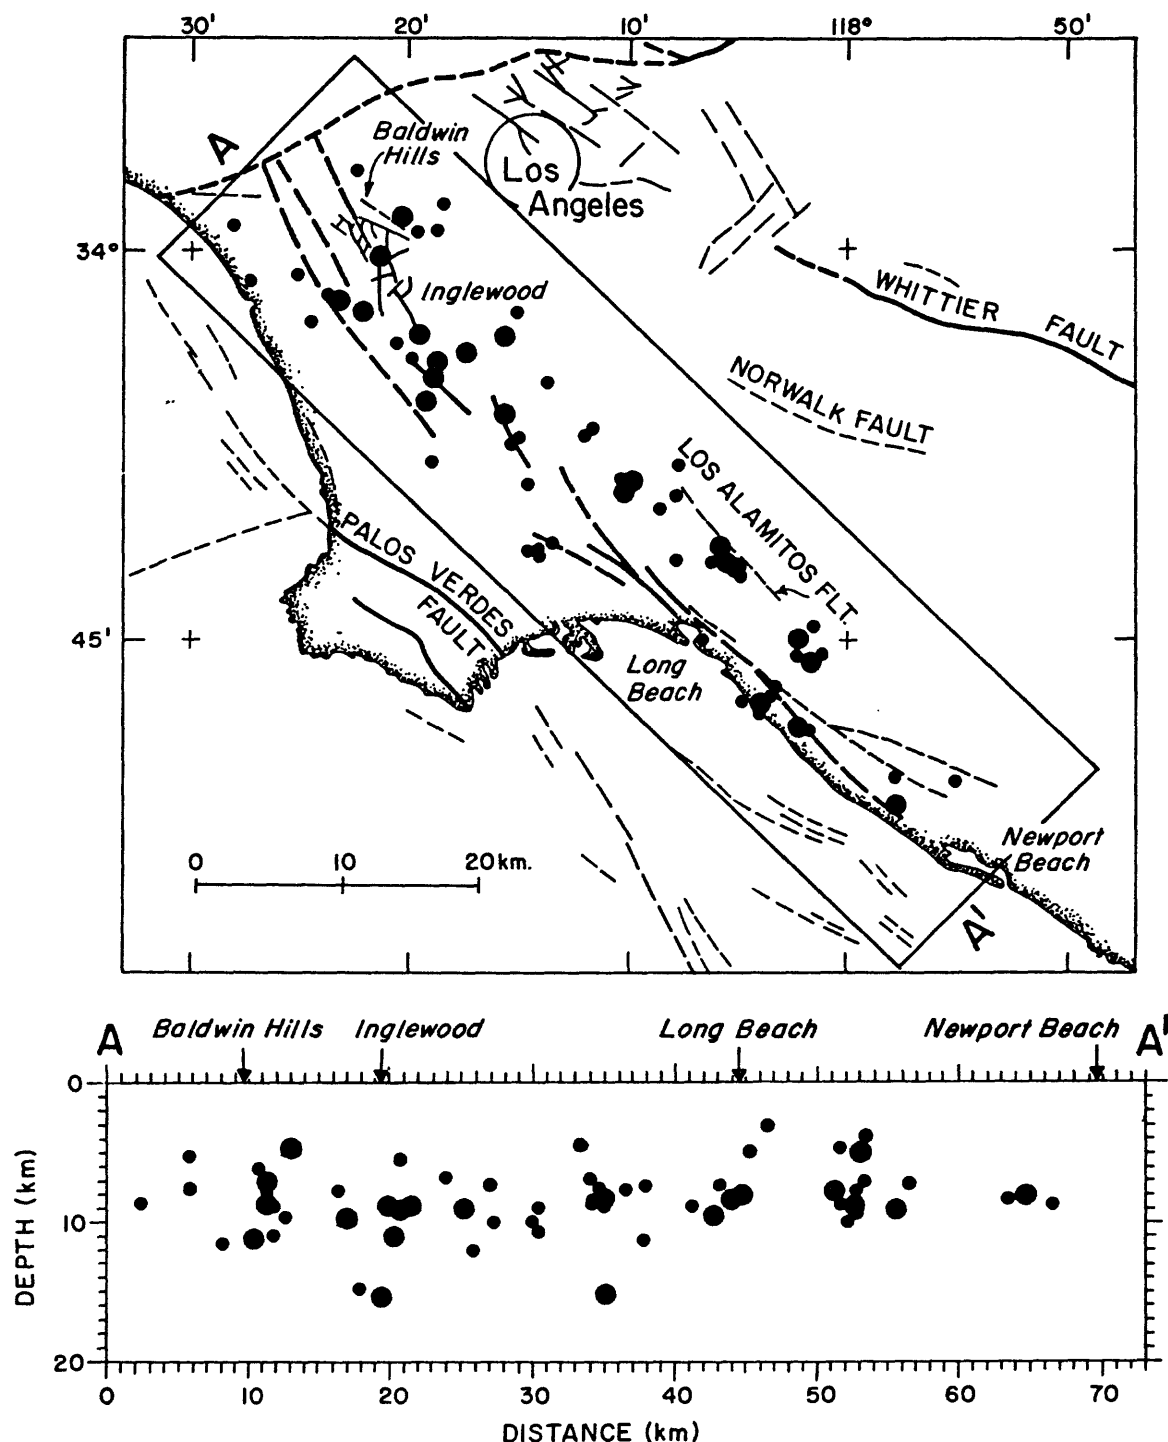 30' 20' 10' 118° 50'
A
Baldwin
Hills
Los
Angeles
34°
Inglewood
WHITTIER FAULT
NORWALK FAULT
LOS ALAMITOS FLT.
PALOS VERDES
FAULT
45'
Long
Beach
Newport
Beach
0 10 20 km.
A'
A Baldwin Hills Inglewood Long Beach Newport Beach A'
0
10
20
DEPTH (km)
0 10 20 30 40 50 60 70
DISTANCE (km)